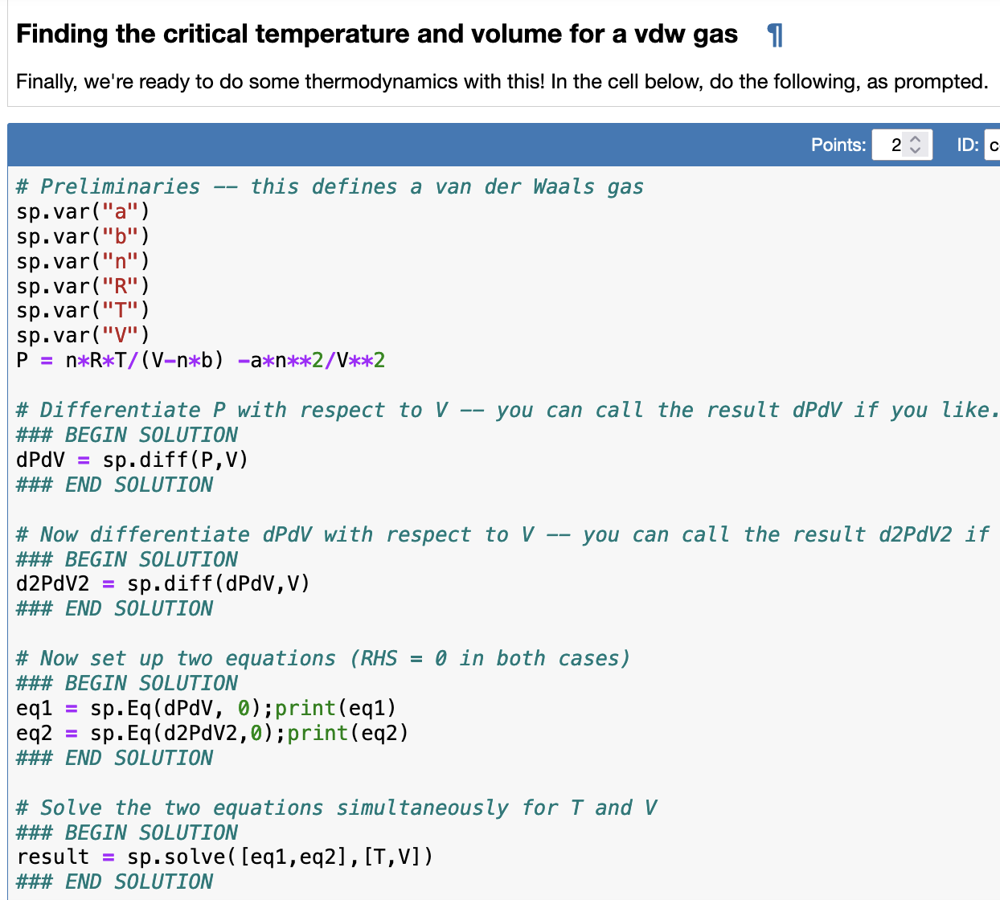 Finding the critical temperature and volume for a vdw gas ¶
Finally, we're ready to do some thermodynamics with this! In the cell below, do the following, as prompted.
Points: 2 ID: c
# Preliminaries -- this defines a van der Waals gas
sp.var("a")
sp.var("b")
sp.var("n")
sp.var("R")
sp.var("T")
sp.var("V")
P = n*R*T/(V-n*b) -a*n**2/V**2
# Differentiate P with respect to V -- you can call the result dPdV if you like.
### BEGIN SOLUTION
dPdV = sp.diff(P,V)
### END SOLUTION
# Now differentiate dPdV with respect to V -- you can call the result d2PdV2 if
### BEGIN SOLUTION
d2PdV2 = sp.diff(dPdV,V)
### END SOLUTION
# Now set up two equations (RHS = 0 in both cases)
### BEGIN SOLUTION
eq1 = sp.Eq(dPdV, 0);print(eq1)
eq2 = sp.Eq(d2PdV2,0);print(eq2)
### END SOLUTION
# Solve the two equations simultaneously for T and V
### BEGIN SOLUTION
result = sp.solve([eq1,eq2],[T,V])
### END SOLUTION